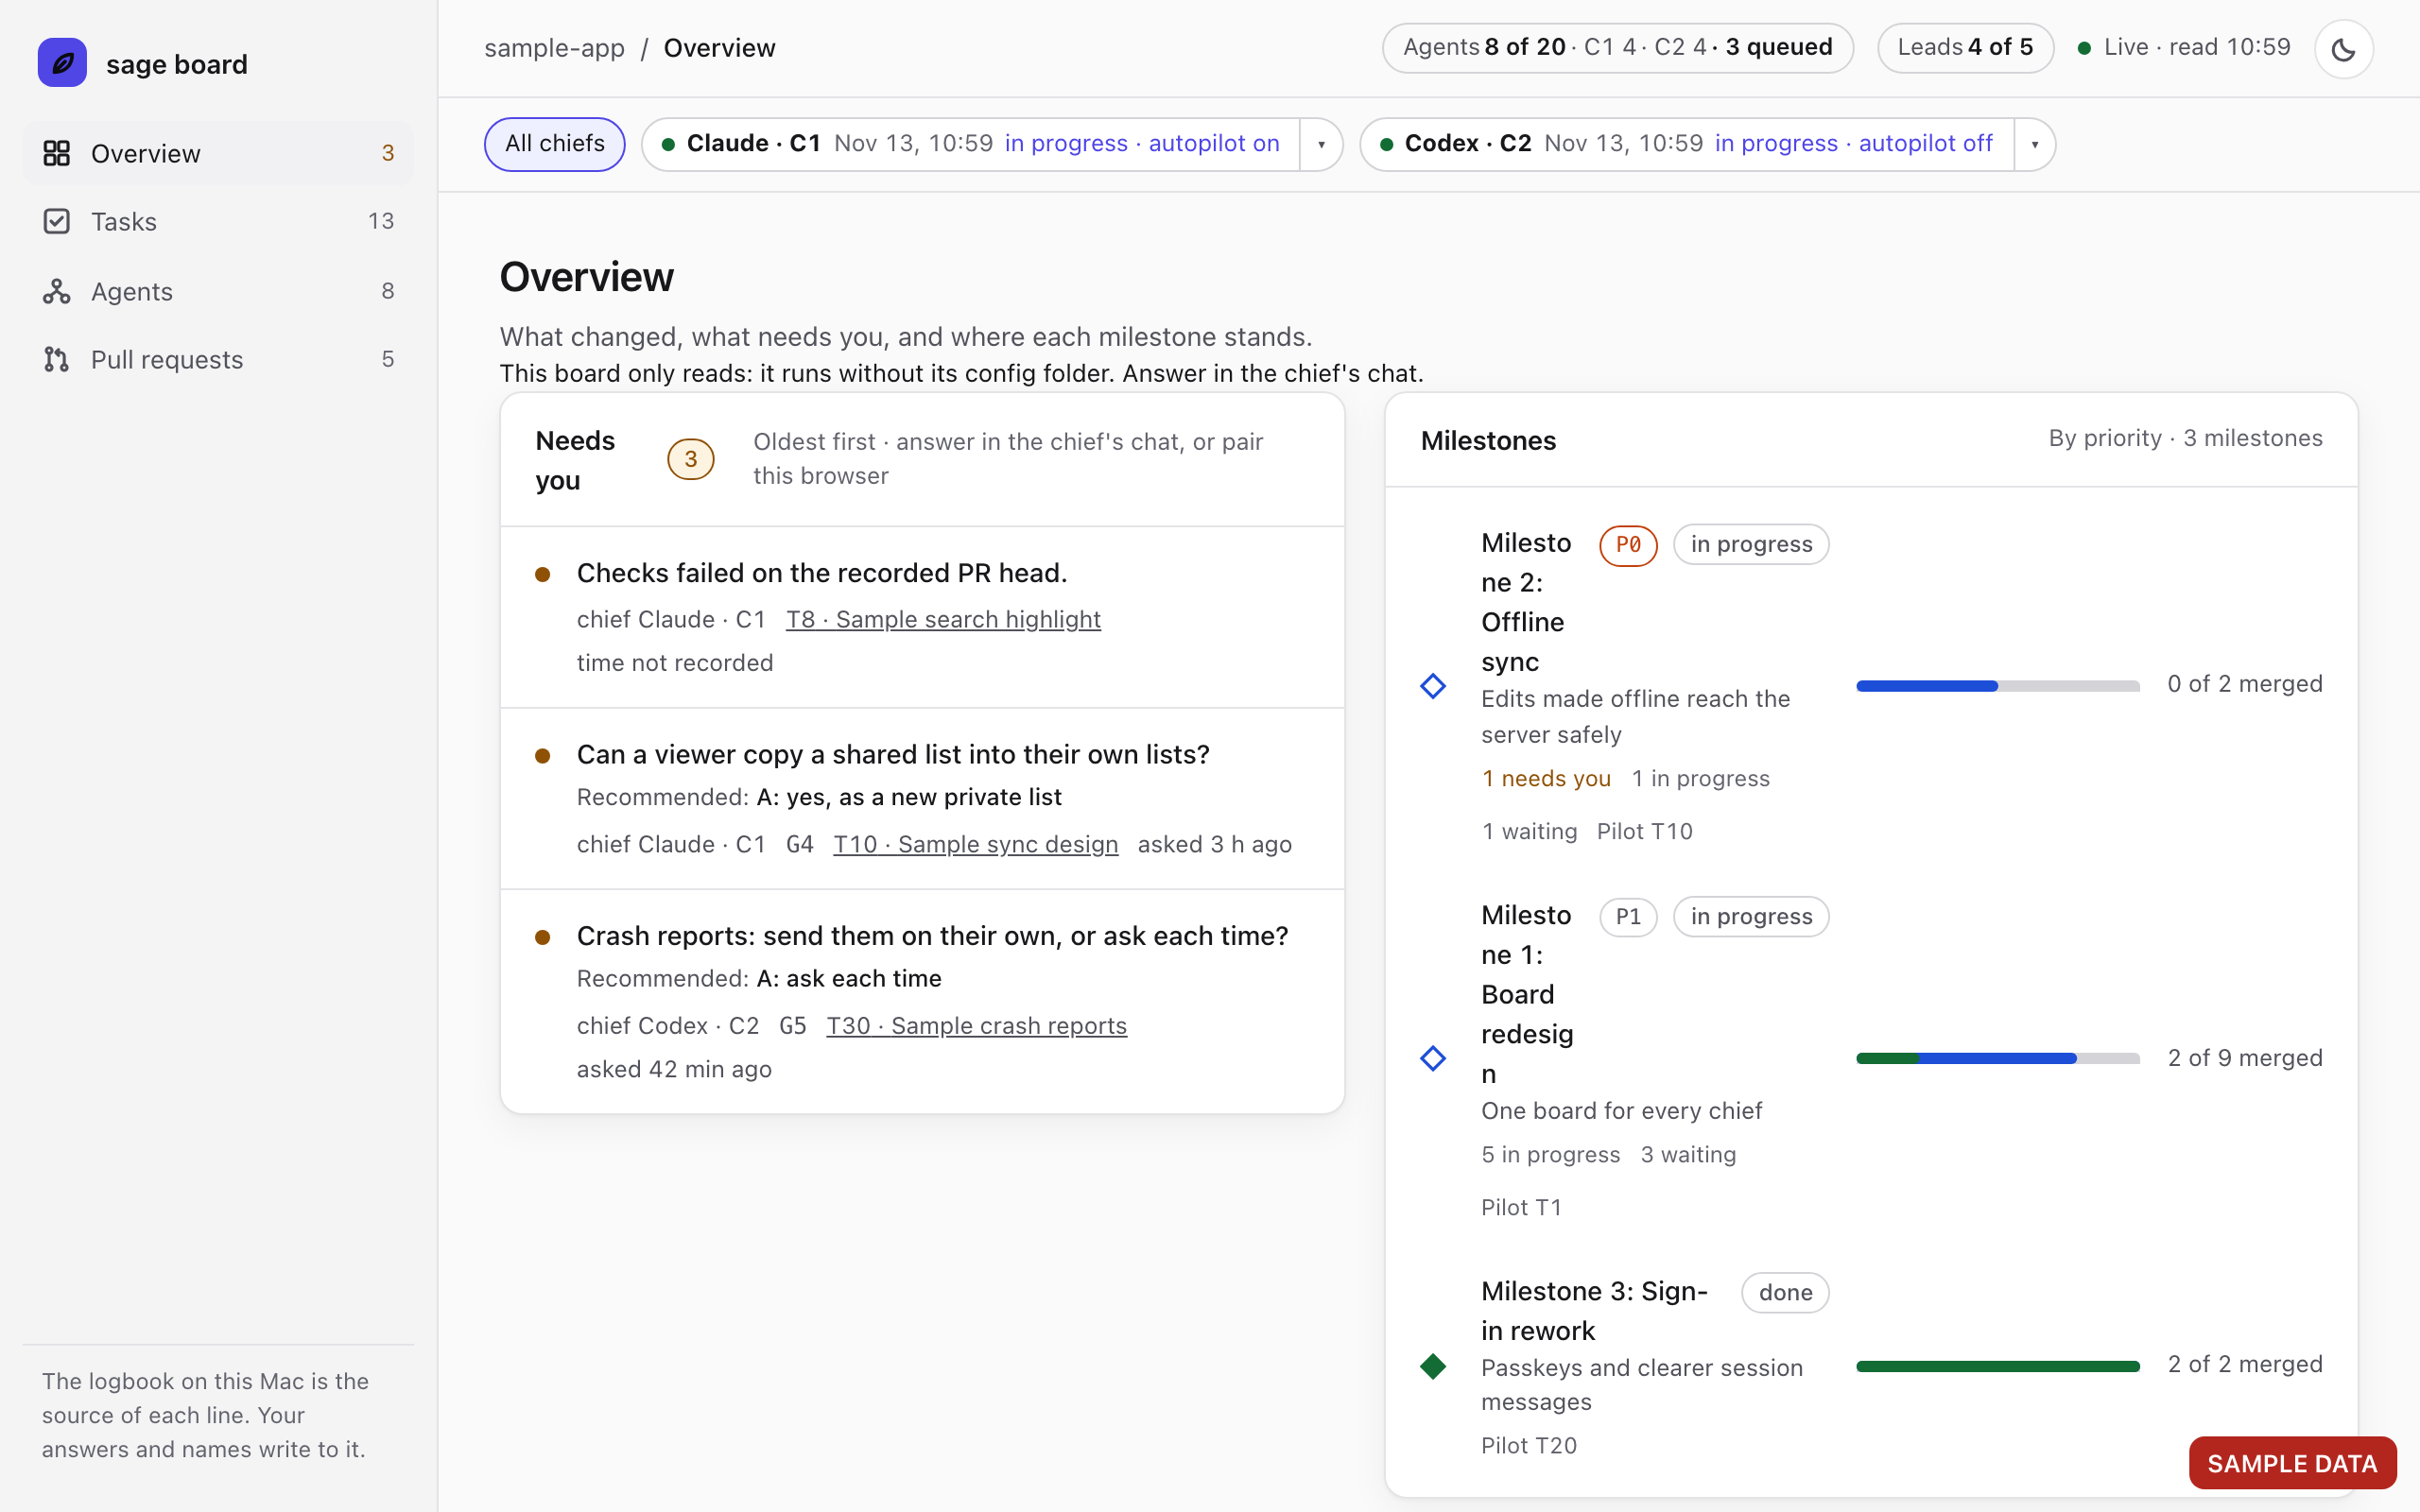 sage board
Overview 3
Tasks 13
Agents 8
Pull requests 5
The logbook on this Mac is the
source of each line. Your
answers and names write to it.
sample-app / Overview
Agents 8 of 20 · C1 4 · C2 4 · 3 queued
Leads 4 of 5
Live · read 10:59
All chiefs
Claude · C1 Nov 13, 10:59 in progress · autopilot on
Codex · C2 Nov 13, 10:59 in progress · autopilot off
Overview
What changed, what needs you, and where each milestone stands.
This board only reads: it runs without its config folder. Answer in the chief's chat.
Needs
you
3
Oldest first · answer in the chief's chat, or pair
this browser
Checks failed on the recorded PR head.
chief Claude · C1 T8 · Sample search highlight
time not recorded
Can a viewer copy a shared list into their own lists?
Recommended: A: yes, as a new private list
chief Claude · C1 G4 T10 · Sample sync design asked 3 h ago
Crash reports: send them on their own, or ask each time?
Recommended: A: ask each time
chief Codex · C2 G5 T30 · Sample crash reports
asked 42 min ago
Milestones
By priority · 3 milestones
Milesto
ne 2:
Offline
sync
P0 in progress
Edits made offline reach the
server safely
1 needs you 1 in progress
1 waiting Pilot T10
0 of 2 merged
Milesto
ne 1:
Board
redesig
n
P1 in progress
One board for every chief
5 in progress 3 waiting
Pilot T1
2 of 9 merged
Milestone 3: Sign-
in rework
done
Passkeys and clearer session
messages
Pilot T20
2 of 2 merged
SAMPLE DATA